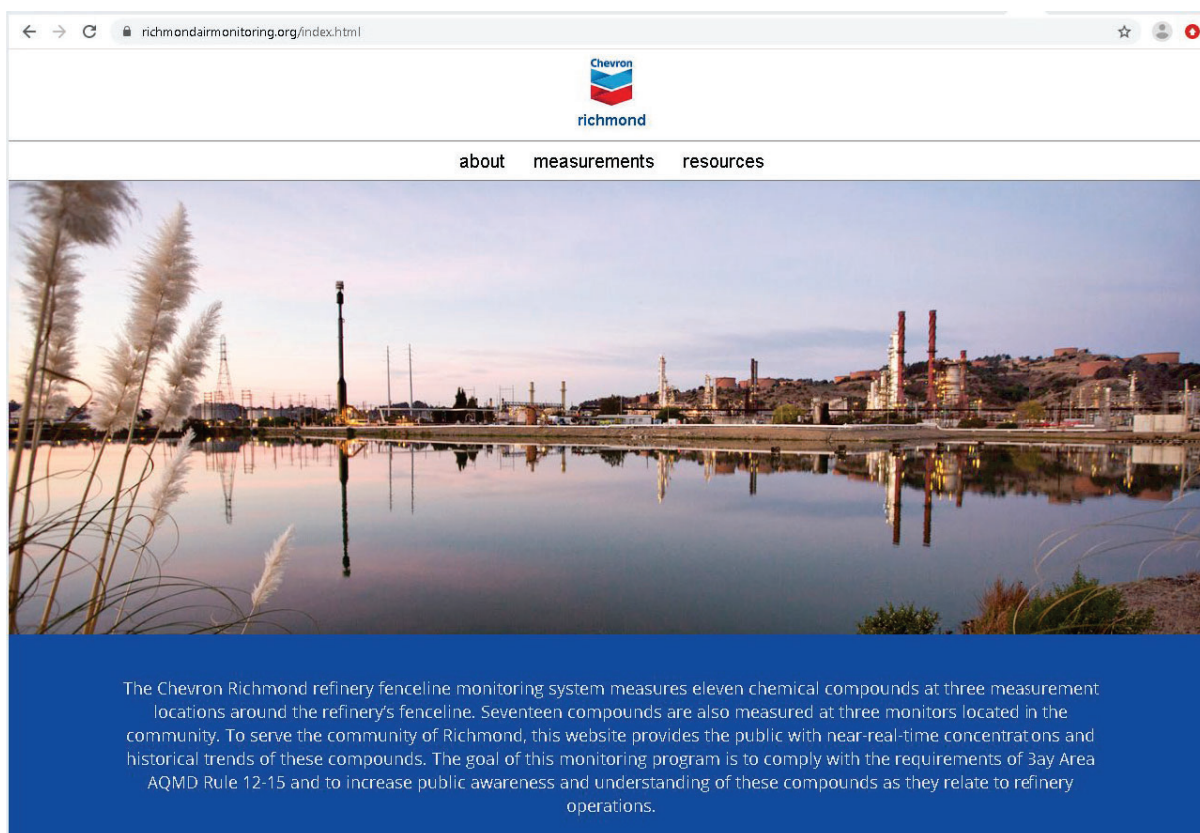 richmondairmonitoring.org/index.html
Chevron
richmond
about measurements resources
The Chevron Richmond refinery fenceline monitoring system measures eleven chemical compounds at three measurement
locations around the refinery's fenceline. Seventeen compounds are also measured at three monitors located in the
community. To serve the community of Richmond, this website provides the public with near-real-time concentrations and
historical trends of these compounds. The goal of this monitoring program is to comply with the requirements of Bay Area
AQMD Rule 12-15 and to increase public awareness and understanding of these compounds as they relate to refinery
operations.